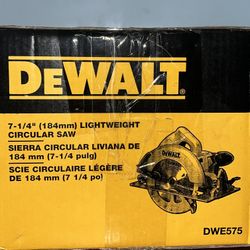 DEWALT
7-1/4" (184mm) LIGHTWEIGHT
CIRCULAR SAW
SIERRA CIRCULAR LIVIANA DE
184 mm (7-1/4 pulg)
SCIE CIRCULAIRE LÉGÈRE
DE 184 mm (7 1/4 po)
DEWALT
DWE575